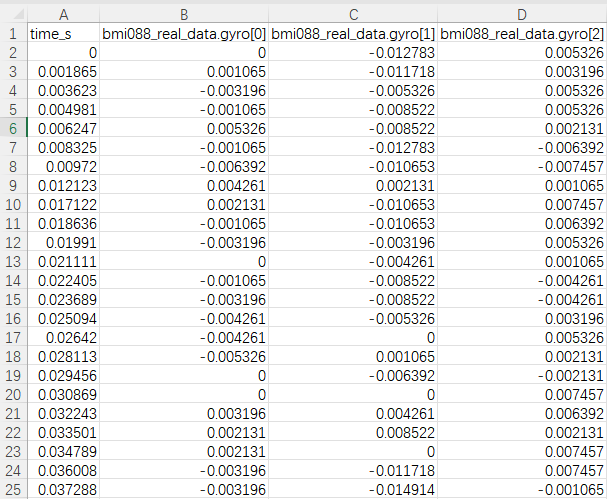 A B C D
1 time_s bmi088_real_data.gyro[0] bmi088_real_data.gyro[1] bmi088_real_data.gyro[2]
2 0 0 -0.012783 0.005326
3 0.001865 0.001065 -0.011718 0.003196
4 0.003623 -0.003196 -0.005326 0.005326
5 0.004981 -0.001065 -0.008522 0.005326
6 0.006247 0.005326 -0.008522 0.002131
7 0.008325 -0.001065 -0.012783 -0.006392
8 0.00972 -0.006392 -0.010653 -0.007457
9 0.012123 0.004261 0.002131 0.001065
10 0.017122 0.002131 -0.010653 0.007457
11 0.018636 -0.001065 -0.010653 0.006392
12 0.01991 -0.003196 -0.003196 0.005326
13 0.021111 0 -0.004261 0.001065
14 0.022405 -0.001065 -0.008522 -0.004261
15 0.023689 -0.003196 -0.008522 -0.004261
16 0.025094 -0.004261 -0.005326 0.003196
17 0.02642 -0.004261 0 0.005326
18 0.028113 -0.005326 0.001065 0.002131
19 0.029456 0 -0.006392 -0.002131
20 0.030869 0 0 0.007457
21 0.032243 0.003196 0.004261 0.006392
22 0.033501 0.002131 0.008522 0.002131
23 0.034789 0.002131 0 0.007457
24 0.036008 -0.003196 -0.011718 0.007457
25 0.037288 -0.003196 -0.014914 -0.001065